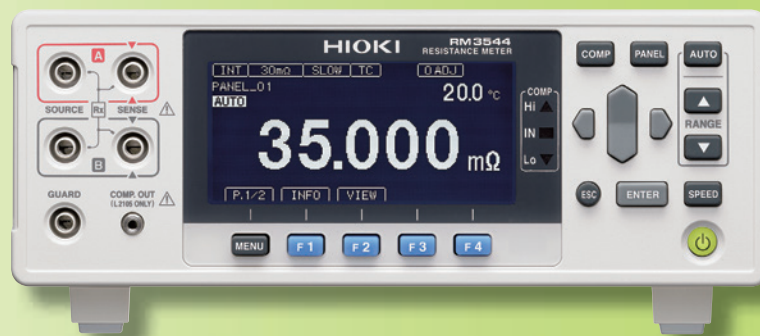 HIOKI
RM3544
RESISTANCE METER
A
SOURCE Rx SENSE
B
GUARD
COMP. OUT
(L2105 ONLY)
INT 30mΩ SLOW TC 0 ADJ
PANEL_01
20.0 °C
AUTO
35.000 mΩ
COMP
Hi
IN
Lo
P.1/2 INFO VIEW
MENU F1 F2 F3 F4
COMP PANEL AUTO
RANGE
ESC ENTER SPEED